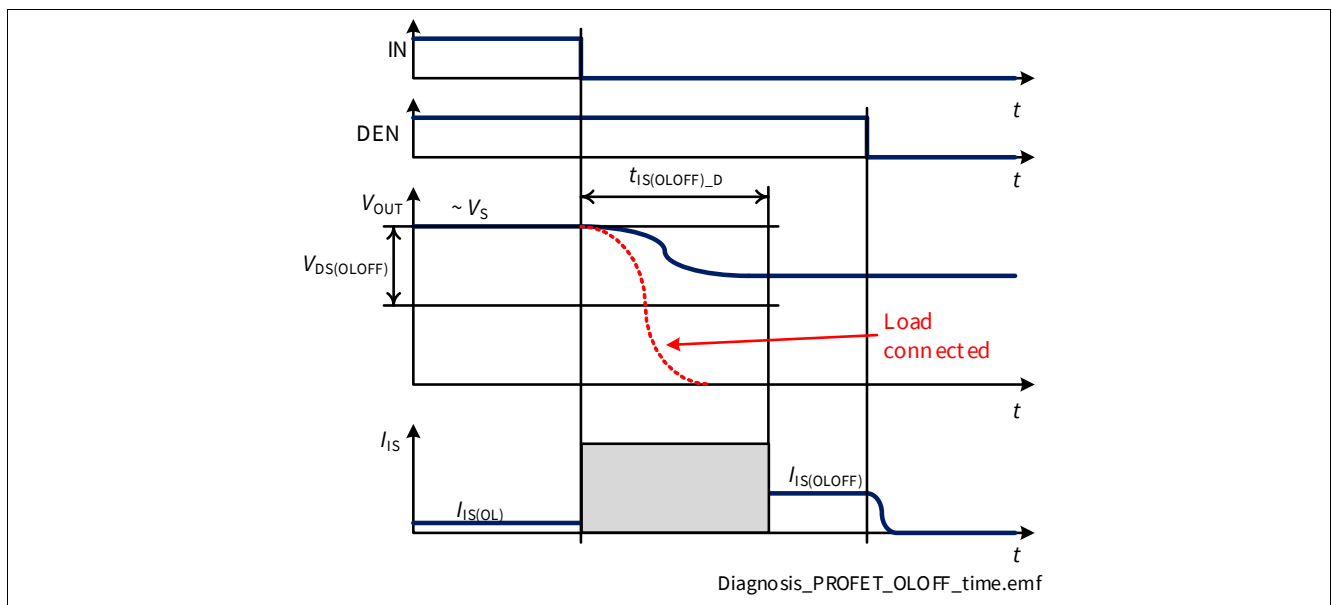 IN
t
DEN
t
tIS(OLOFF)_D
VOUT
~ VS
VDS(OLOFF)
Load
connected
t
IIS
IIS(OLOFF)
IIS(OL)
t
Diagnosis_PROFET_OLOFF_time.emf